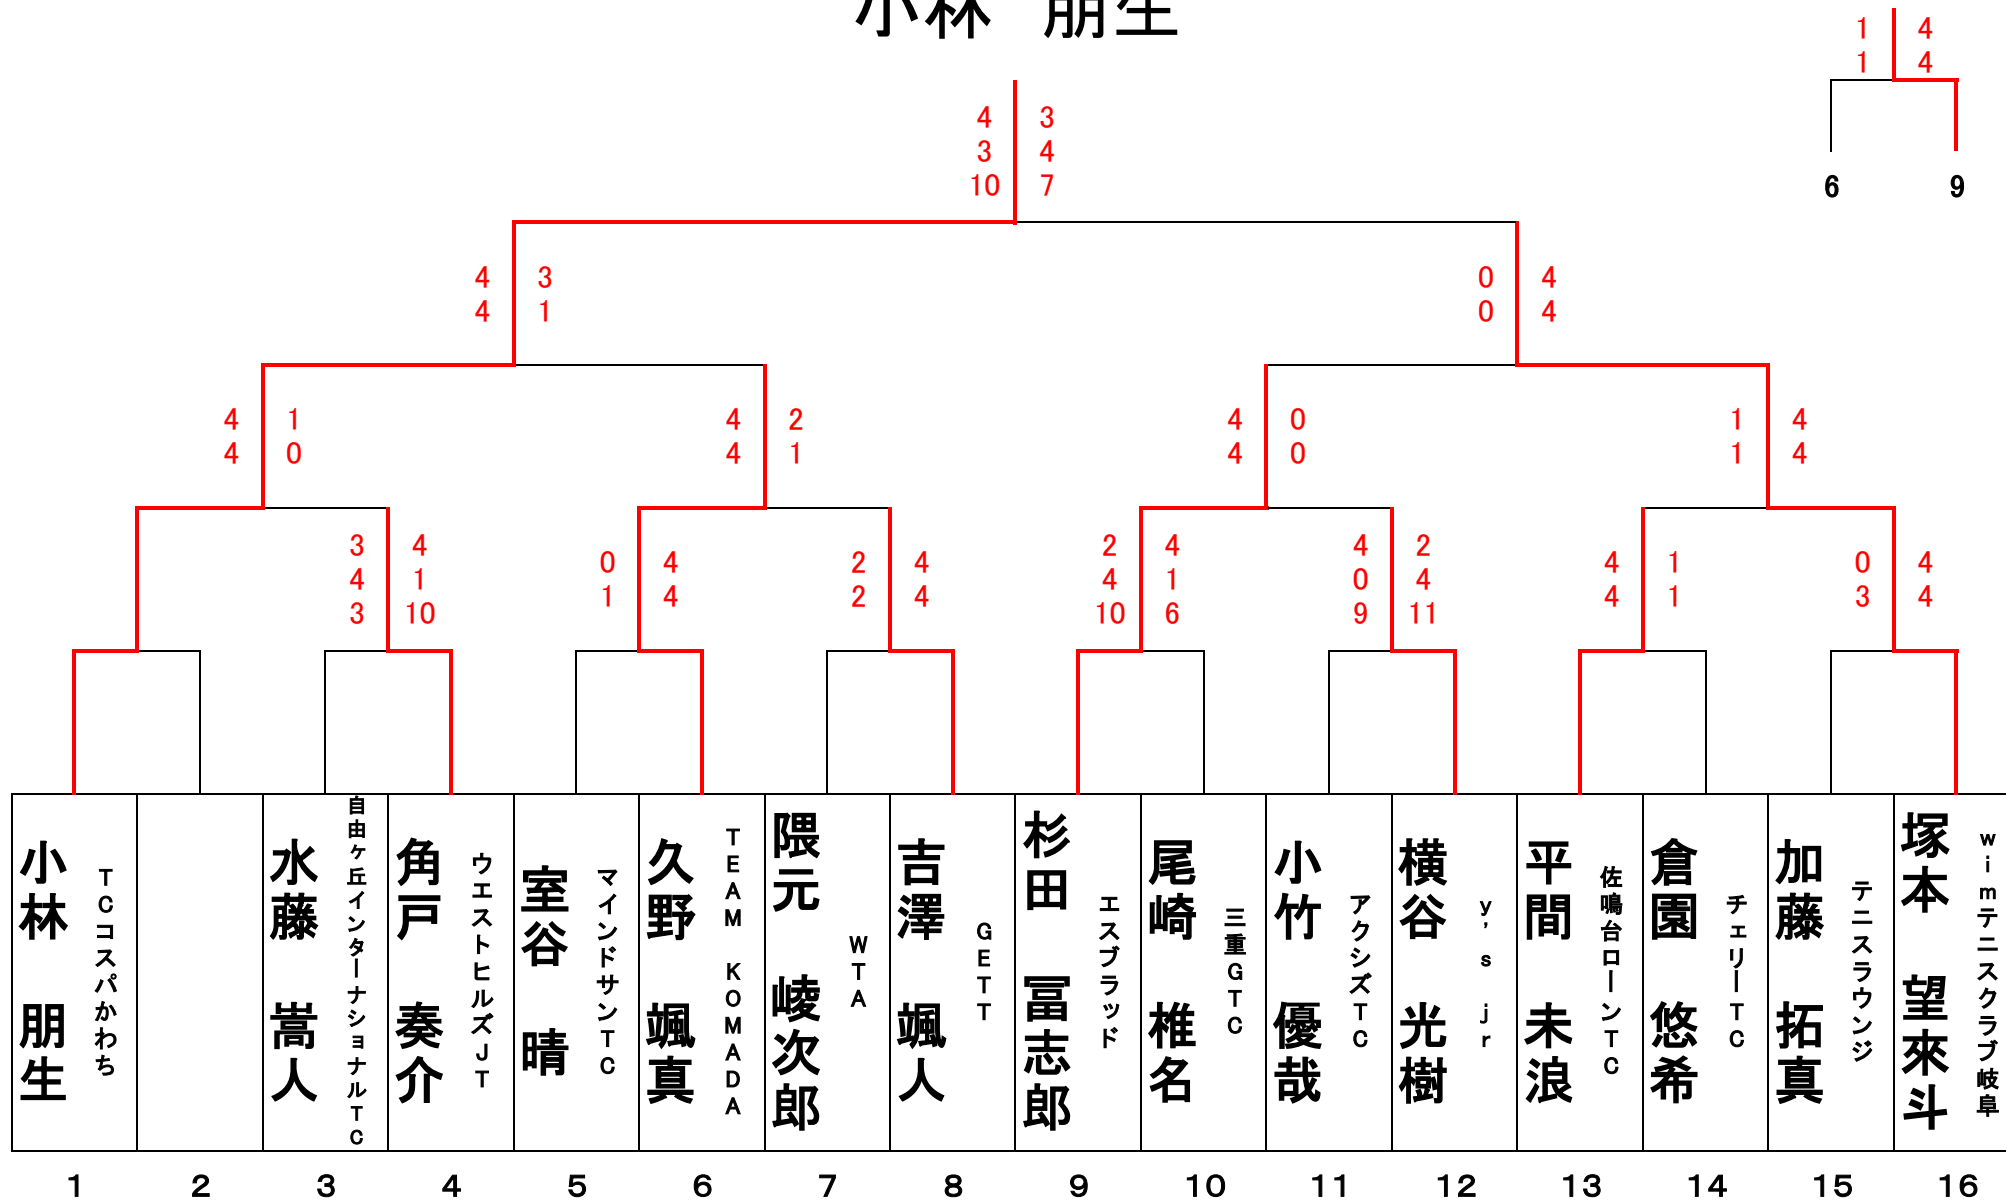 小林　朋生
1 4
1 4
6 9
4 3
3 4
10 7
4 3
4 1
0 4
0 4
4 1
4 0
4 2
4 1
4 0
4 0
1 4
1 4
3 4
4 1
3 10
0 4
1 4
2 4
2 4
2 4
4 1
10 6
4 2
0 4
9 11
4 1
4 1
0 4
3 4
小林　朋生
TCコスパかわち
水藤　嵩人
自由ヶ丘インターナショナルTC
角戸　奏介
ウエストヒルズJT
室谷　晴
マインドサンTC
久野　颯真
TEAM　KOMADA
隈元　崚次郎
WTA
吉澤　颯人
GETT
杉田　冨志郎
エスブラッド
尾崎　椎名
三重GTC
小竹　優哉
アクシズTC
横谷　光樹
y's jr
平間　未浪
佐鳴台ローンTC
倉園　悠希
チェリーTC
加藤　拓真
テニスラウンジ
塚本　望來斗
wimテニスクラブ岐阜
1 2 3 4 5 6 7 8 9 10 11 12 13 14 15 16